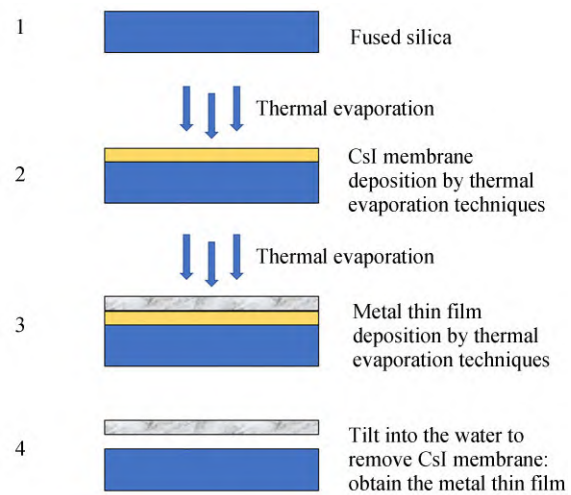 1
Fused silica
Thermal evaporation
2
CsI membrane
deposition by thermal
evaporation techniques
Thermal evaporation
3
Metal thin film
deposition by thermal
evaporation techniques
4
Tilt into the water to
remove CsI membrane:
obtain the metal thin film